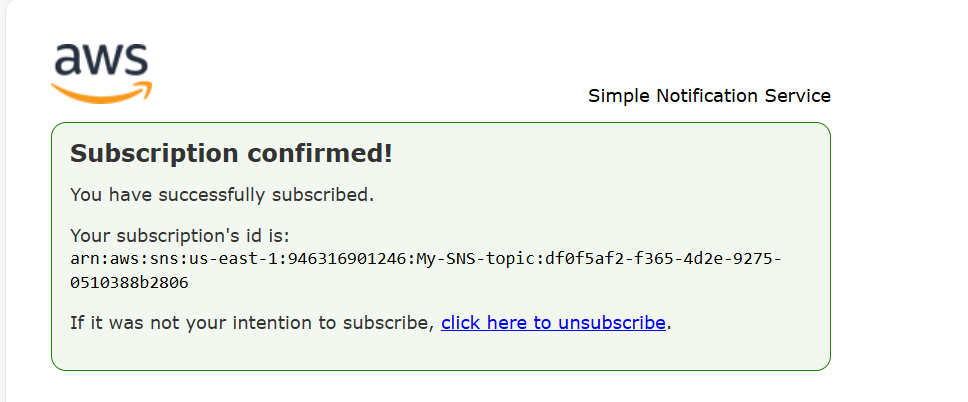 aws
Simple Notification Service
Subscription confirmed!
You have successfully subscribed.
Your subscription's id is:
arn:aws:sns:us-east-1:946316901246:My-SNS-topic:df0f5af2-f365-4d2e-9275-
0510388b2806
If it was not your intention to subscribe, click here to unsubscribe.